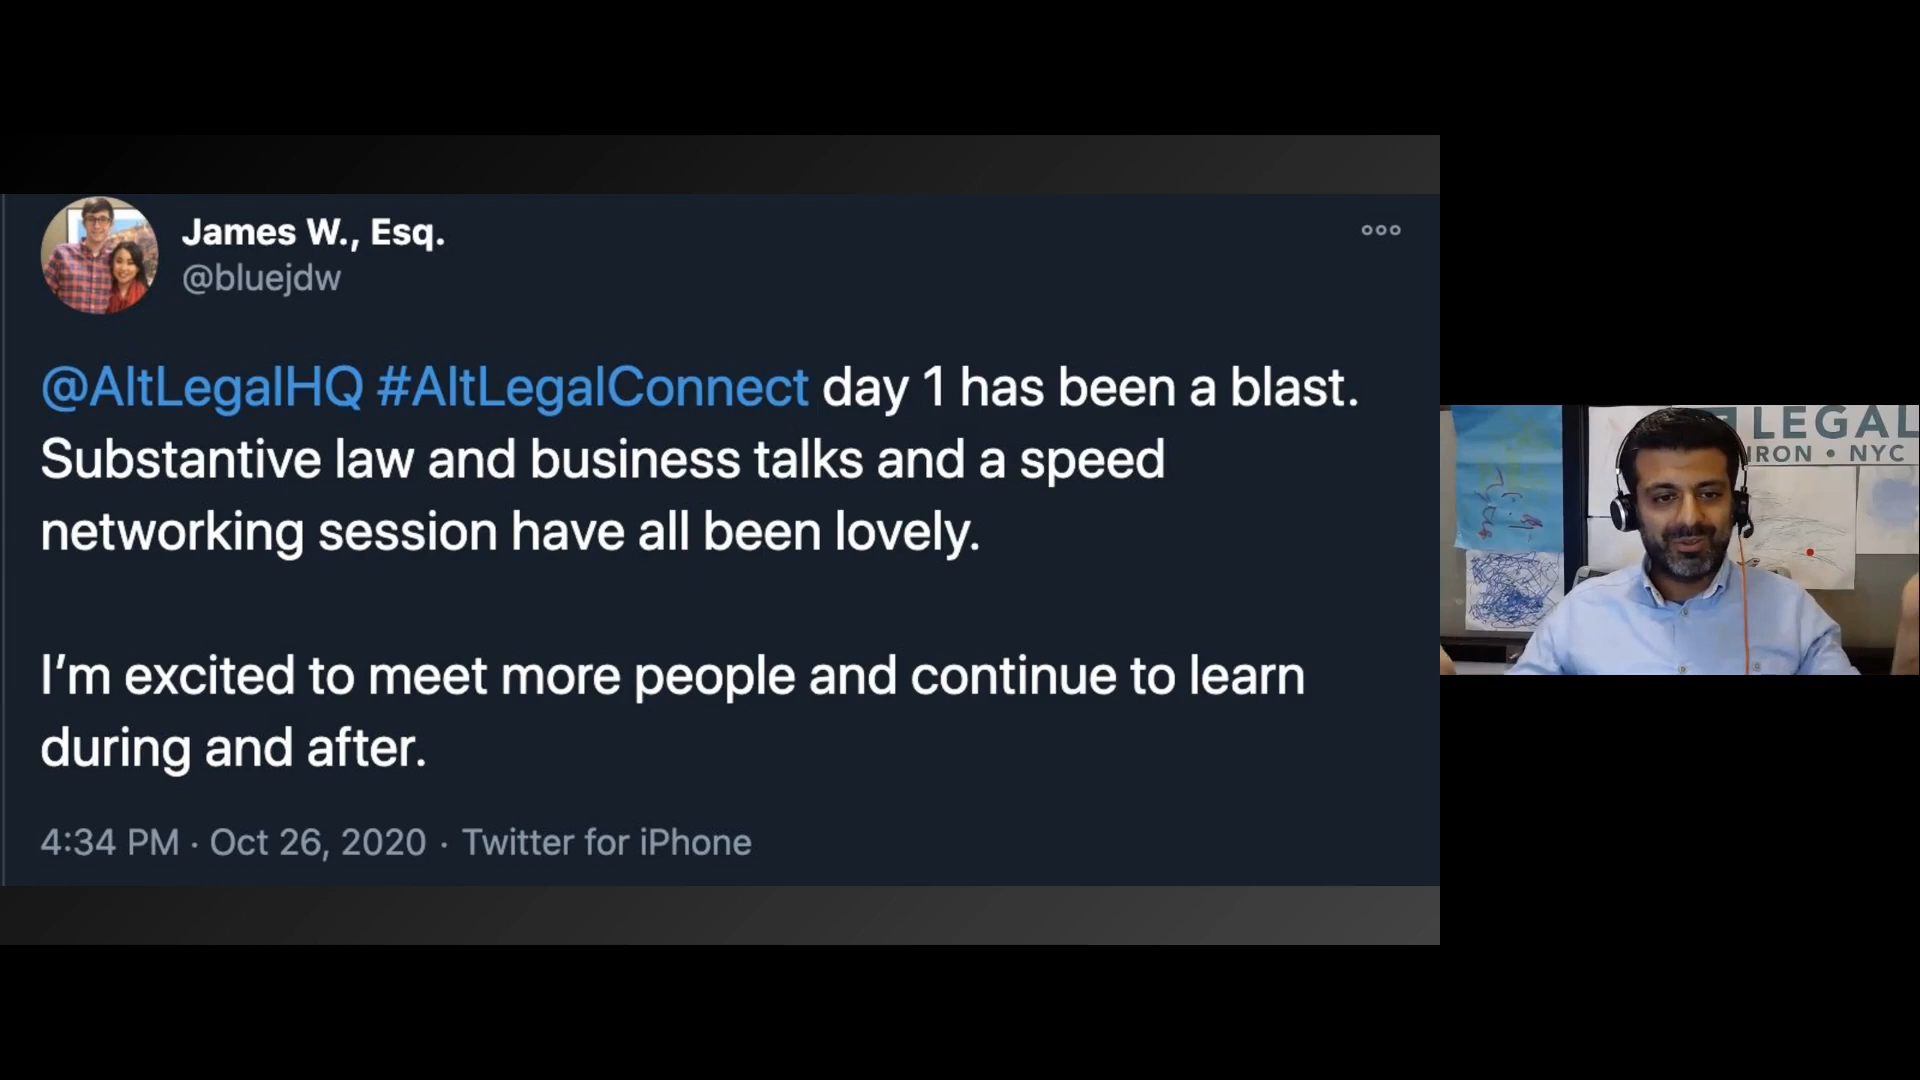 James W., Esq.
@bluejdw
@AltLegalHQ #AltLegalConnect day 1 has been a blast.
Substantive law and business talks and a speed
networking session have all been lovely.
I’m excited to meet more people and continue to learn
during and after.
4:34 PM · Oct 26, 2020 · Twitter for iPhone
LEGAL
IRON • NYC